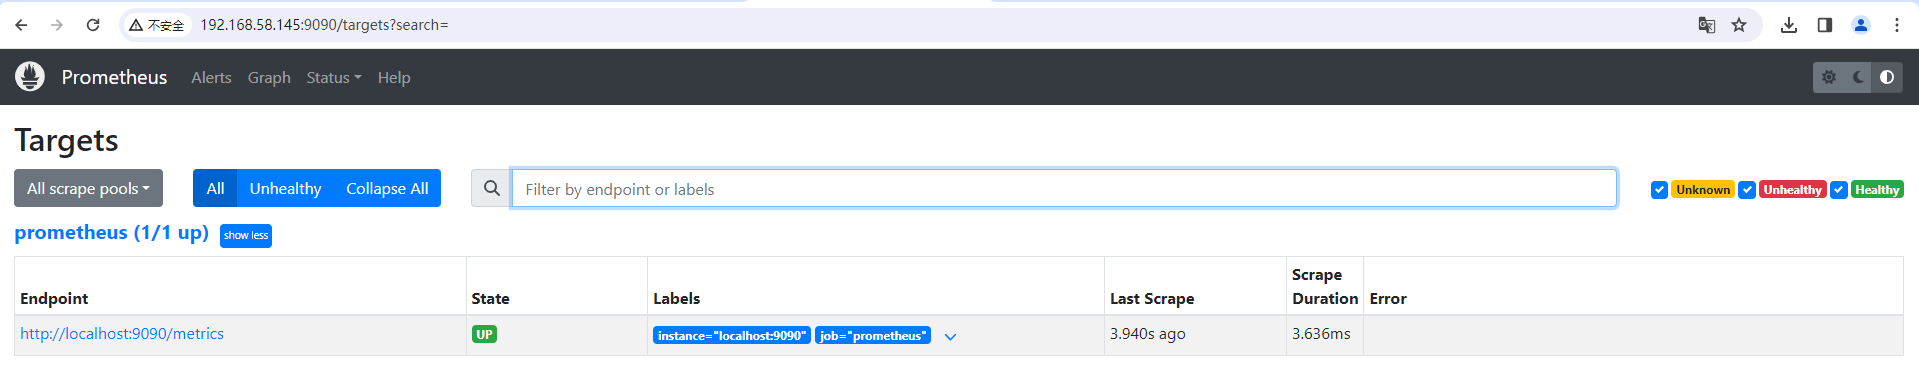 不安全 192.168.58.145:9090/targets?search=
Prometheus Alerts Graph Status Help
Targets
All scrape pools All Unhealthy Collapse All Filter by endpoint or labels Unknown Unhealthy Healthy
prometheus (1/1 up) show less
Endpoint State Labels Last Scrape Scrape Duration Error
http://localhost:9090/metrics UP instance="localhost:9090" job="prometheus" 3.940s ago 3.636ms